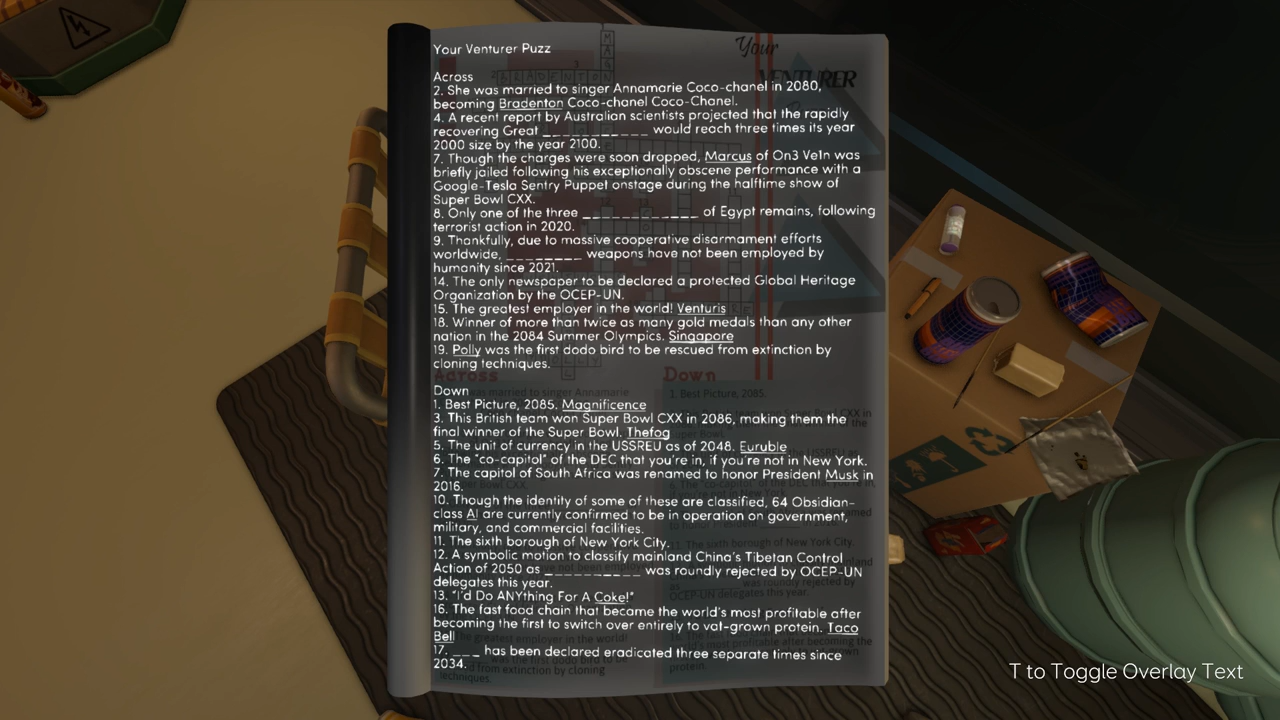 Your Venturer Puzz
Across
2. She was married to singer Annamarie Coco-chanel in 2080,
becoming Bradenton Coco-chanel Coco-Chanel.
4. A recent report by Australian scientists projected that the rapidly
recovering Great _ _ _ _ _ _ _ _ _ _ _ would reach three times its year
2000 size by the year 2100.
7. Though the charges were soon dropped, Marcus of On3 Ve1n was
briefly jailed following his exceptionally obscene performance with a
Google-Tesla Sentry Puppet onstage during the halftime show of
Super Bowl CXX.
8. Only one of the three _ _ _ _ _ _ _ _ _ _ _ _ of Egypt remains, following
terrorist action in 2020.
9. Thankfully, due to massive cooperative disarmament efforts
worldwide, _ _ _ _ _ _ _ weapons have not been employed by
humanity since 2021.
14. The only newspaper to be declared a protected Global Heritage
Organization by the OCEP-UN.
15. The greatest employer in the world! Venturis
18. Winner of more than twice as many gold medals than any other
nation in the 2084 Summer Olympics. Singapore
19. Polly was the first dodo bird to be rescued from extinction by
cloning techniques.
Down
1. Best Picture, 2085. Magnificence
3. This British team won Super Bowl CXX in 2086, making them the
final winner of the Super Bowl. Thefog
5. The unit of currency in the USSREU as of 2048. Euruble
6. The "co-capitol" of the DEC that you're in, if you're not in New York.
7. The capitol of South Africa was renamed to honor President Musk in
2016.
10. Though the identity of some of these are classified, 64 Obsidian-
class AI are currently confirmed to be in operation on government,
military, and commercial facilities.
11. The sixth borough of New York City.
12. A symbolic motion to classify mainland China's Tibetan Control
Action of 2050 as _ _ _ _ _ _ _ _ _ _ was roundly rejected by OCEP-UN
delegates this year.
13. "I'd Do ANYthing For A Coke!"
16. The fast food chain that became the world's most profitable after
becoming the first to switch over entirely to vat-grown protein. Taco
Bell
17. _ _ _ has been declared eradicated three separate times since
2034.
Your
VENTURER
Across
Down
T to Toggle Overlay Text